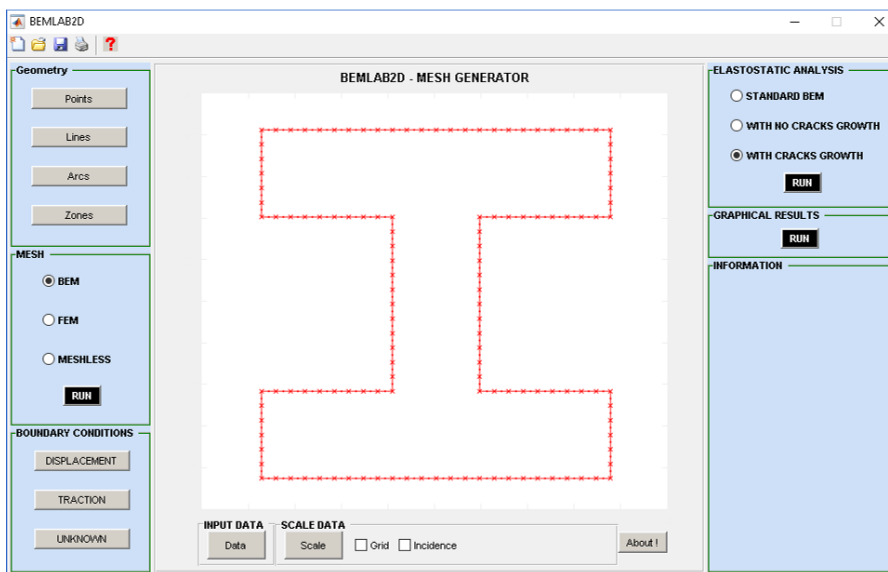 BEMLAB2D
?
Geometry
Points
Lines
Arcs
Zones
MESH
BEM
FEM
MESHLESS
RUN
BOUNDARY CONDITIONS
DISPLACEMENT
TRACTION
UNKNOWN
BEMLAB2D - MESH GENERATOR
INPUT DATA
Data
SCALE DATA
Scale
Grid
Incidence
About !
ELASTOSTATIC ANALYSIS
STANDARD BEM
WITH NO CRACKS GROWTH
WITH CRACKS GROWTH
RUN
GRAPHICAL RESULTS
RUN
INFORMATION